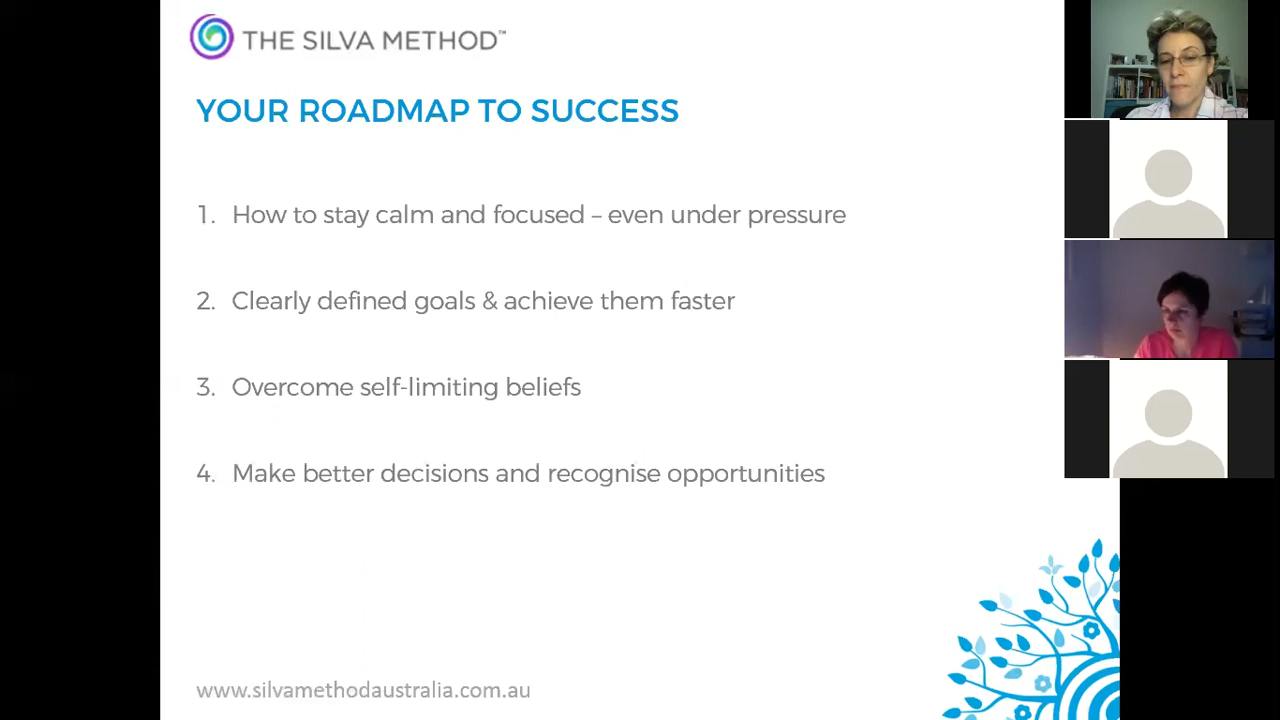 THE SILVA METHOD™
YOUR ROADMAP TO SUCCESS
1. How to stay calm and focused – even under pressure
2. Clearly defined goals & achieve them faster
3. Overcome self-limiting beliefs
4. Make better decisions and recognise opportunities
www.silvamethodaustralia.com.au